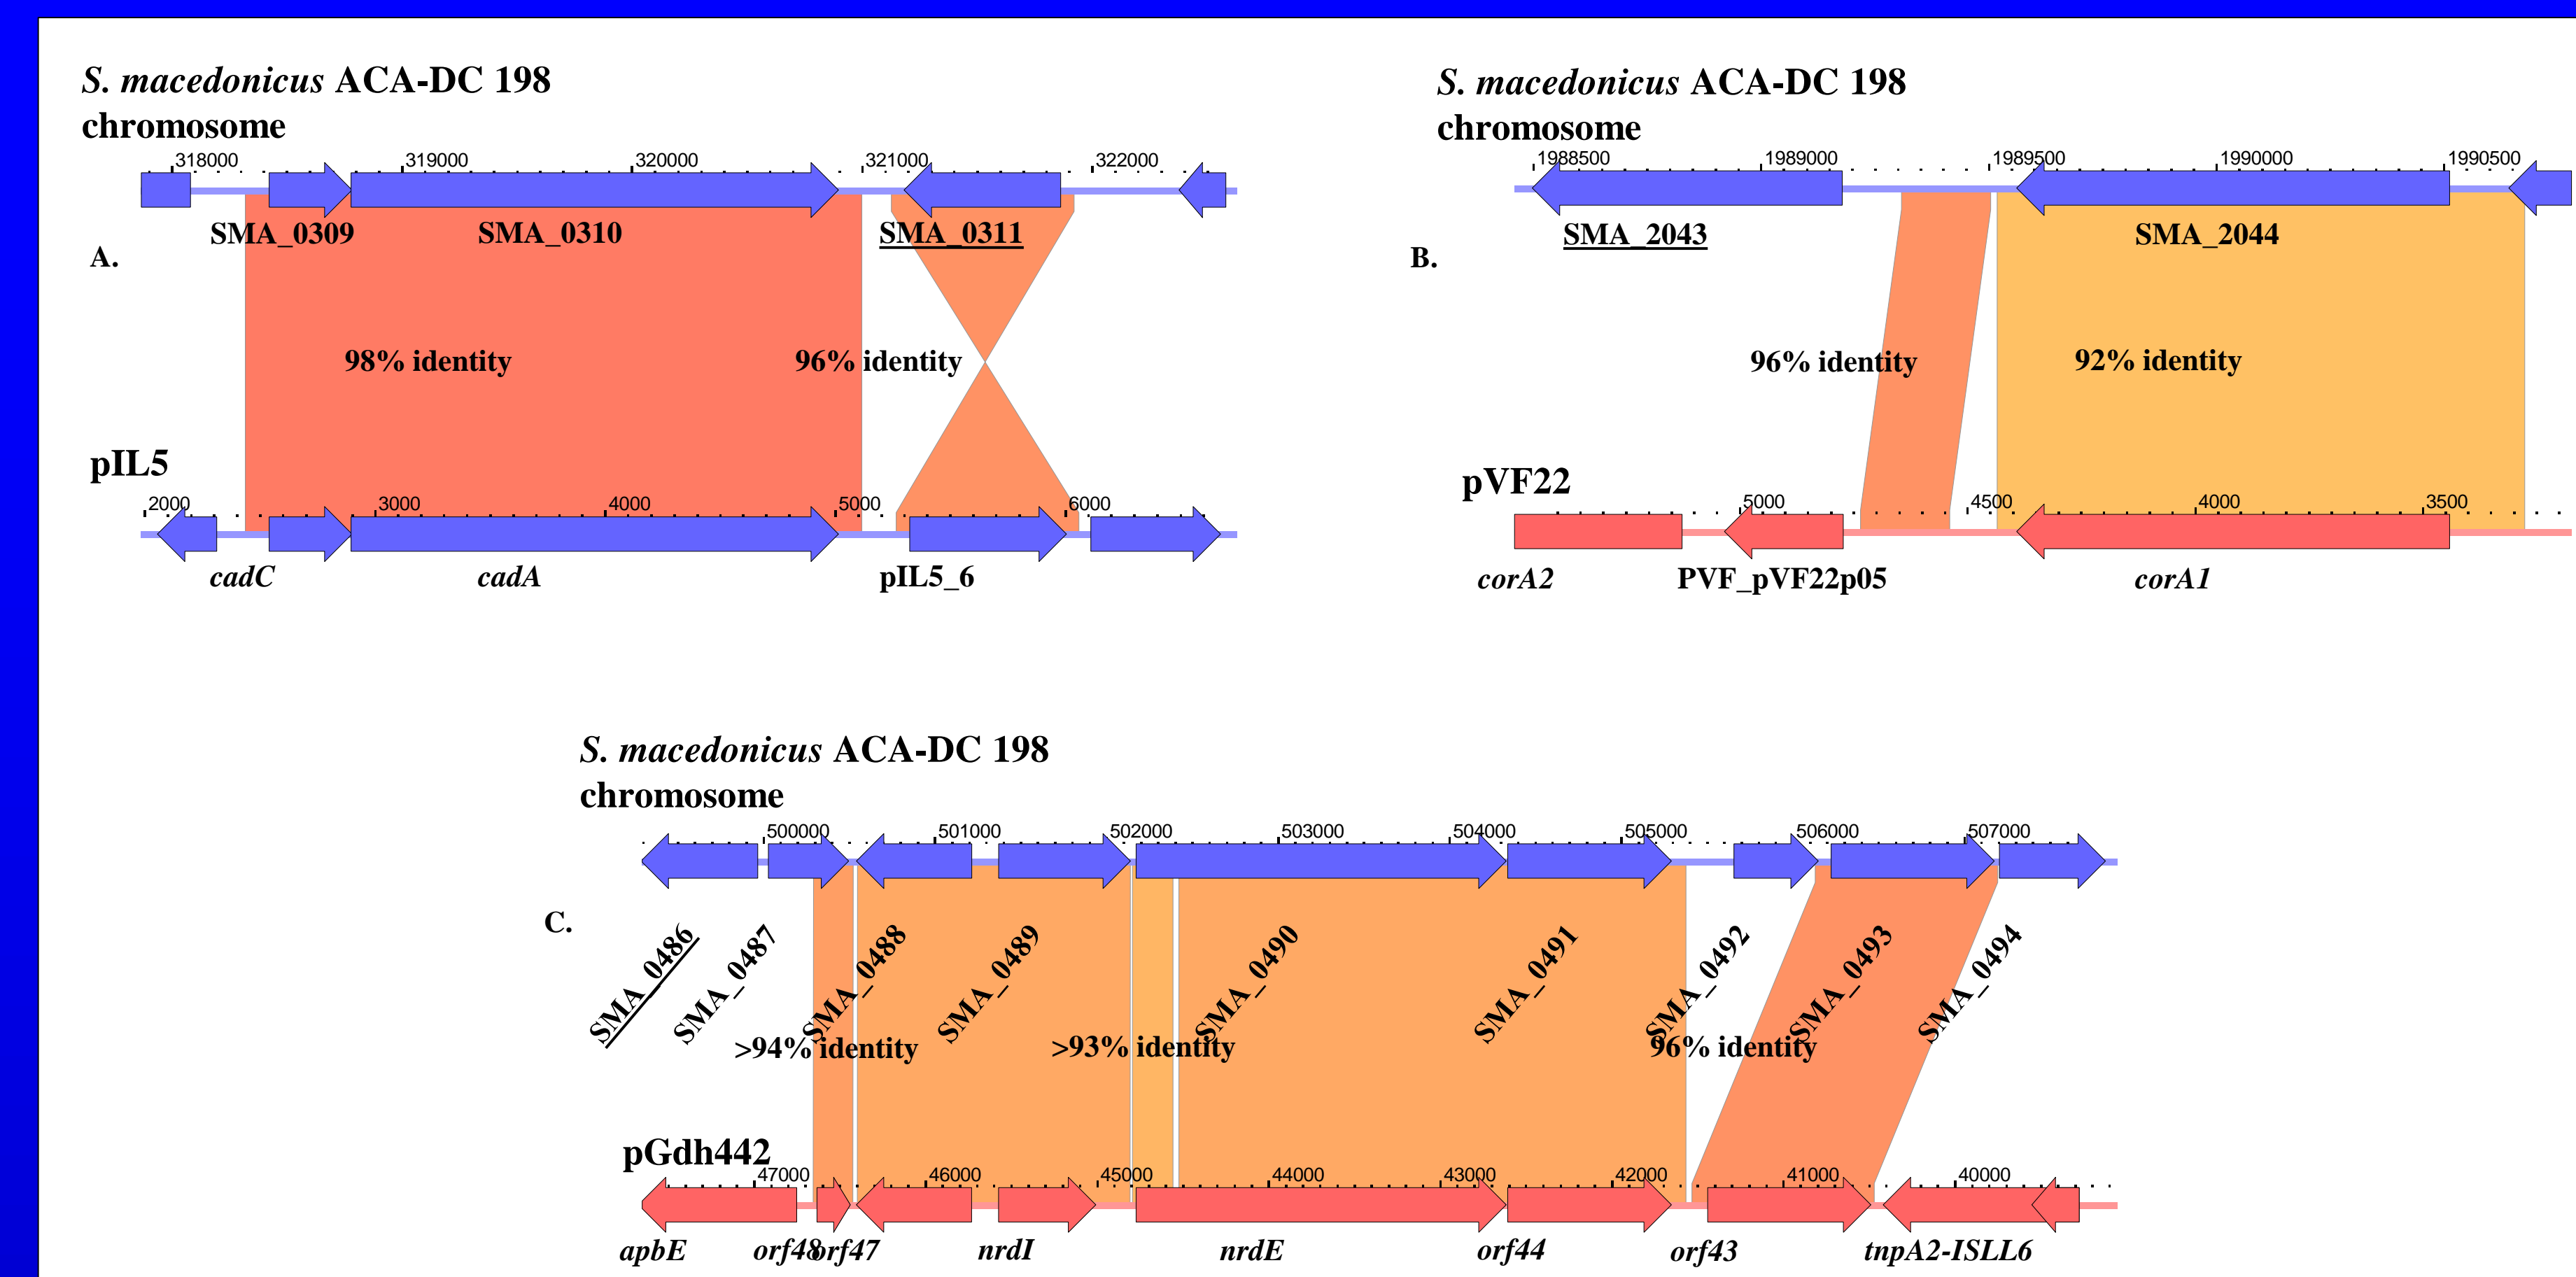 S. macedonicus ACA-DC 198
chromosome
318000 319000 320000 321000 322000
SMA_0309 SMA_0310 SMA_0311
A.
98% identity 96% identity
pIL5
2000 3000 4000 5000 6000
cadC cadA pIL5_6
S. macedonicus ACA-DC 198
chromosome
1988500 1989000 1989500 1990000 1990500
SMA_2043 SMA_2044
B.
96% identity 92% identity
pVF22
5000 4500 4000 3500
corA2 PVF_pVF22p05 corA1
S. macedonicus ACA-DC 198
chromosome
500000 501000 502000 503000 504000 505000 506000 507000
C.
SMA_0486 SMA_0487 SMA_0488 SMA_0489 SMA_0490 SMA_0491 SMA_0492 SMA_0493 SMA_0494
>94% identity >93% identity 96% identity
pGdh442
47000 46000 45000 44000 43000 42000 41000 40000
apbE orf48 orf47 nrdI nrdE orf44 orf43 tnpA2-ISLL6